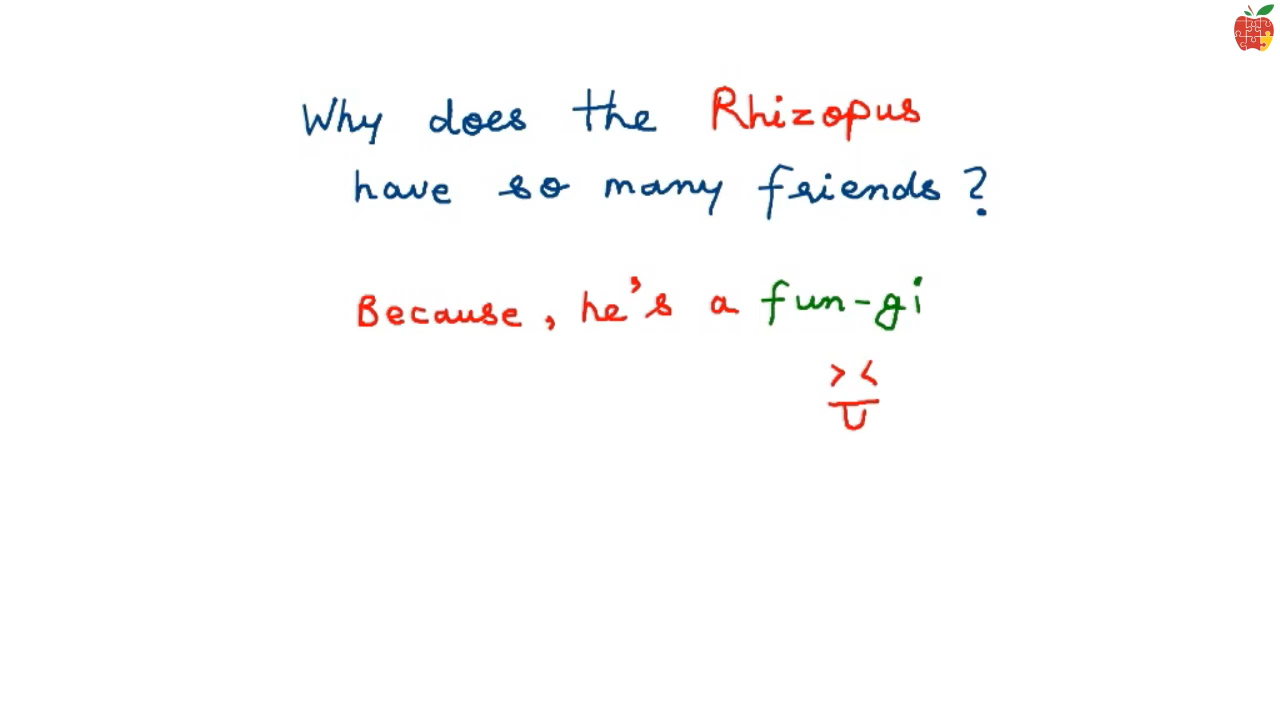 Why does the Rhizopus
have so many friends?
Because, he's a fun-gi